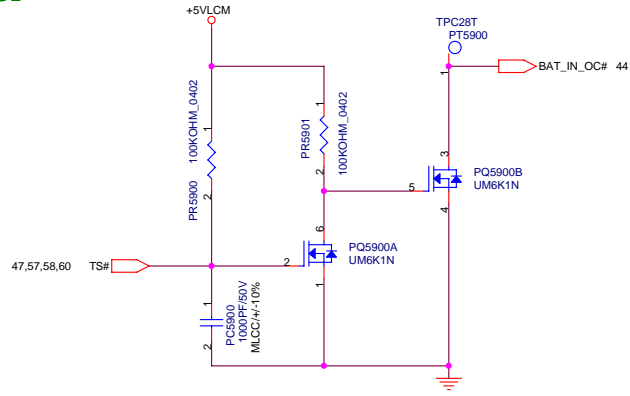 +5VLCM
TPC28T
PT5900
1
BAT_IN_OC# 44
1
PR5900
100KOHM_0402
2
1
PR5901
100KOHM_0402
2
3
5
PQ5900B
UM6K1N
4
6
47,57,58,60 TS#
2
PQ5900A
UM6K1N
1
1
PC5900
1000PF/50V
MLCC/+/-10%
2